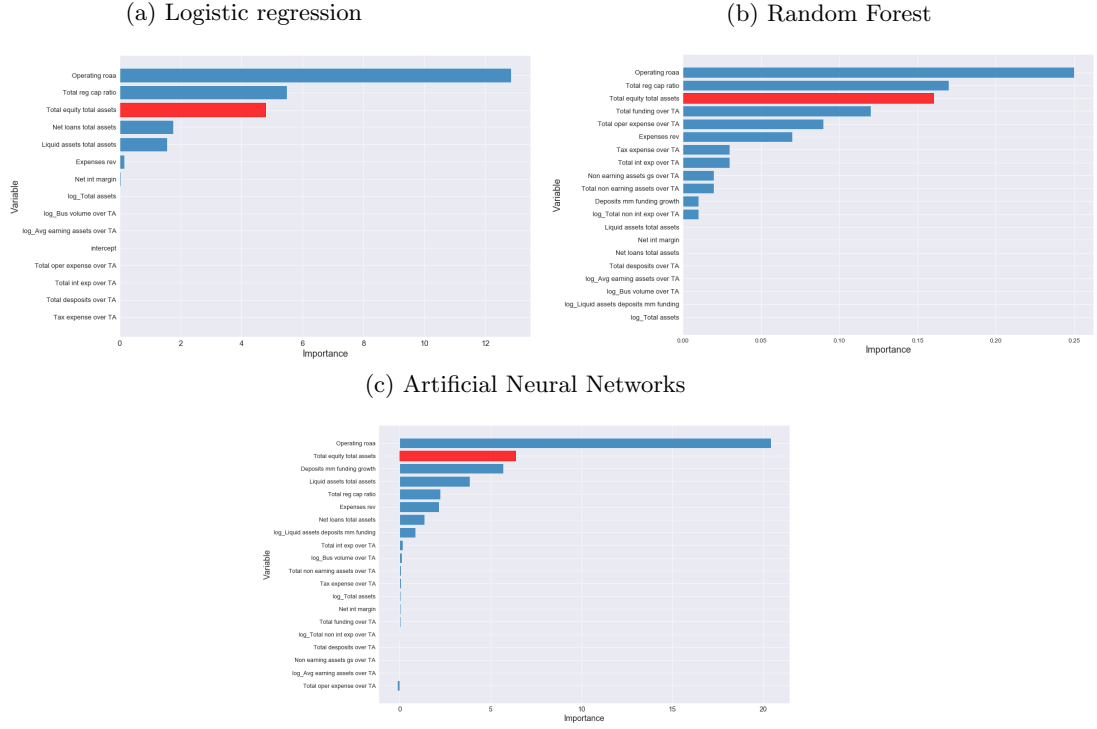 (a) Logistic regression
Operating roaa
Total reg cap ratio
Total equity total assets
Net loans total assets
Liquid assets total assets
Expenses rev
Net int margin
log_Total assets
log_Bus volume over TA
log_Avg earning assets over TA
intercept
Total oper expense over TA
Total int exp over TA
Total desposits over TA
Tax expense over TA
Variable
0 2 4 6 8 10 12
Importance
(b) Random Forest
Operating roaa
Total reg cap ratio
Total equity total assets
Total funding over TA
Total oper expense over TA
Expenses rev
Tax expense over TA
Total int exp over TA
Non earning assets gs over TA
Total non earning assets over TA
Deposits mm funding growth
log_Total non int exp over TA
Liquid assets total assets
Net int margin
Net loans total assets
Total desposits over TA
log_Avg earning assets over TA
log_Bus volume over TA
log_Liquid assets deposits mm funding
log_Total assets
Variable
0.00 0.05 0.10 0.15 0.20 0.25
Importance
(c) Artificial Neural Networks
Operating roaa
Total equity total assets
Deposits mm funding growth
Liquid assets total assets
Total reg cap ratio
Expenses rev
Net loans total assets
log_Liquid assets deposits mm funding
Total int exp over TA
log_Bus volume over TA
Total non earning assets over TA
Tax expense over TA
log_Total assets
Net int margin
Total funding over TA
log_Total non int exp over TA
Total desposits over TA
Non earning assets gs over TA
log_Avg earning assets over TA
Total oper expense over TA
Variable
0 5 10 15 20
Importance